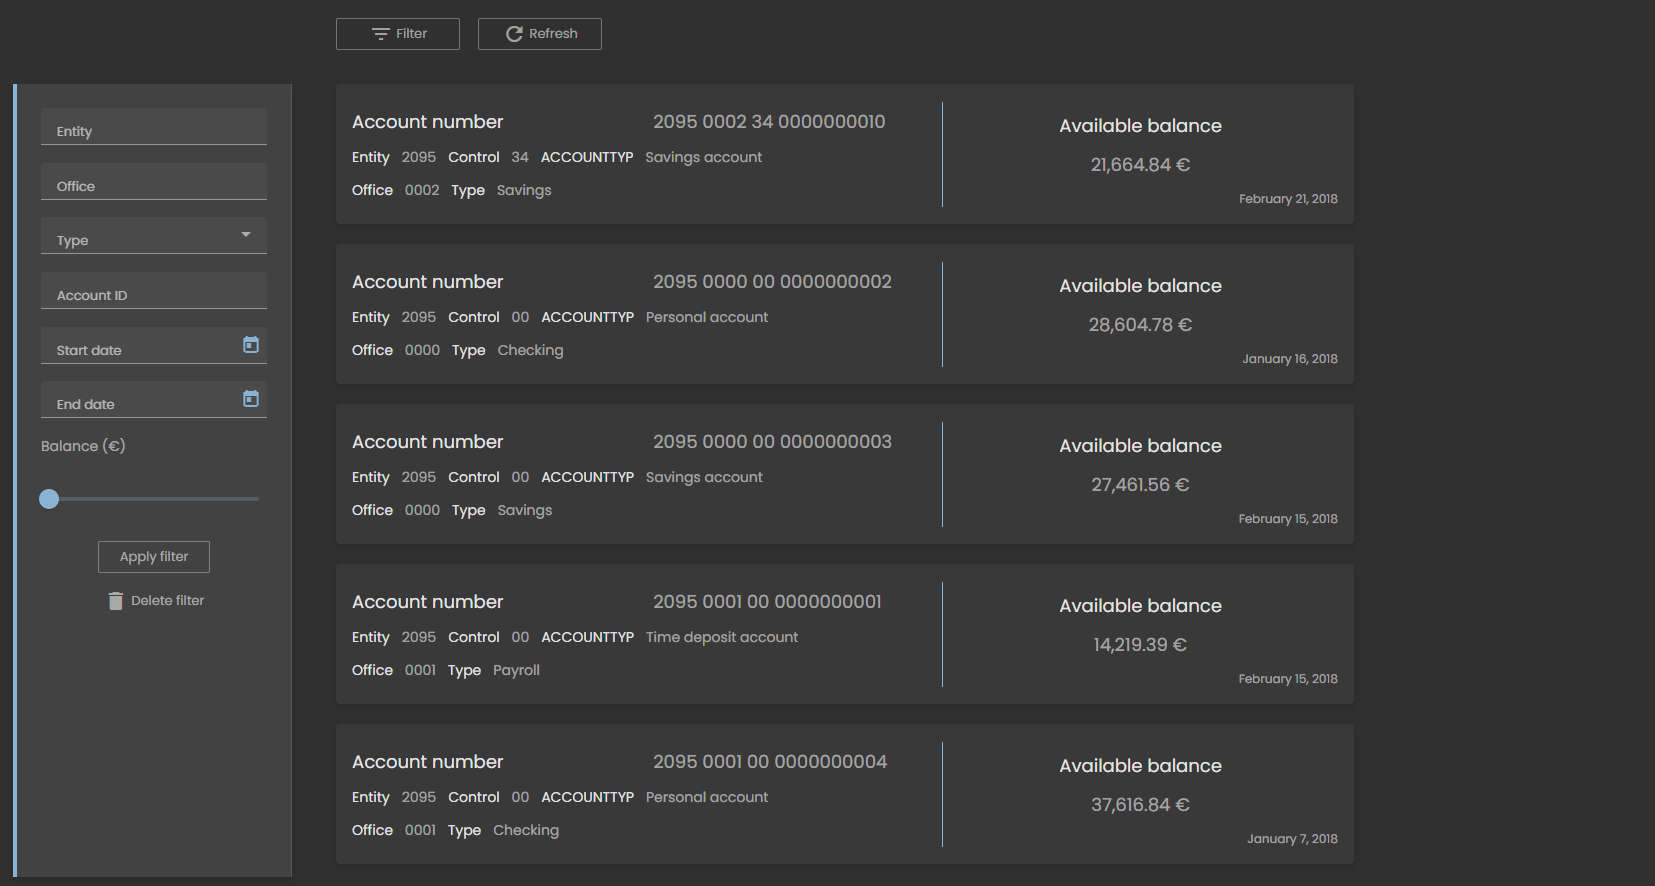 Filter
Refresh
Entity
Office
Type
Account ID
Start date
End date
Balance (€)
Apply filter
Delete filter
Account number 2095 0002 34 0000000010
Entity 2095 Control 34 ACCOUNTTYP Savings account
Office 0002 Type Savings
Available balance
21,664.84 €
February 21, 2018
Account number 2095 0000 00 0000000002
Entity 2095 Control 00 ACCOUNTTYP Personal account
Office 0000 Type Checking
Available balance
28,604.78 €
January 16, 2018
Account number 2095 0000 00 0000000003
Entity 2095 Control 00 ACCOUNTTYP Savings account
Office 0000 Type Savings
Available balance
27,461.56 €
February 15, 2018
Account number 2095 0001 00 0000000001
Entity 2095 Control 00 ACCOUNTTYP Time deposit account
Office 0001 Type Payroll
Available balance
14,219.39 €
February 15, 2018
Account number 2095 0001 00 0000000004
Entity 2095 Control 00 ACCOUNTTYP Personal account
Office 0001 Type Checking
Available balance
37,616.84 €
January 7, 2018